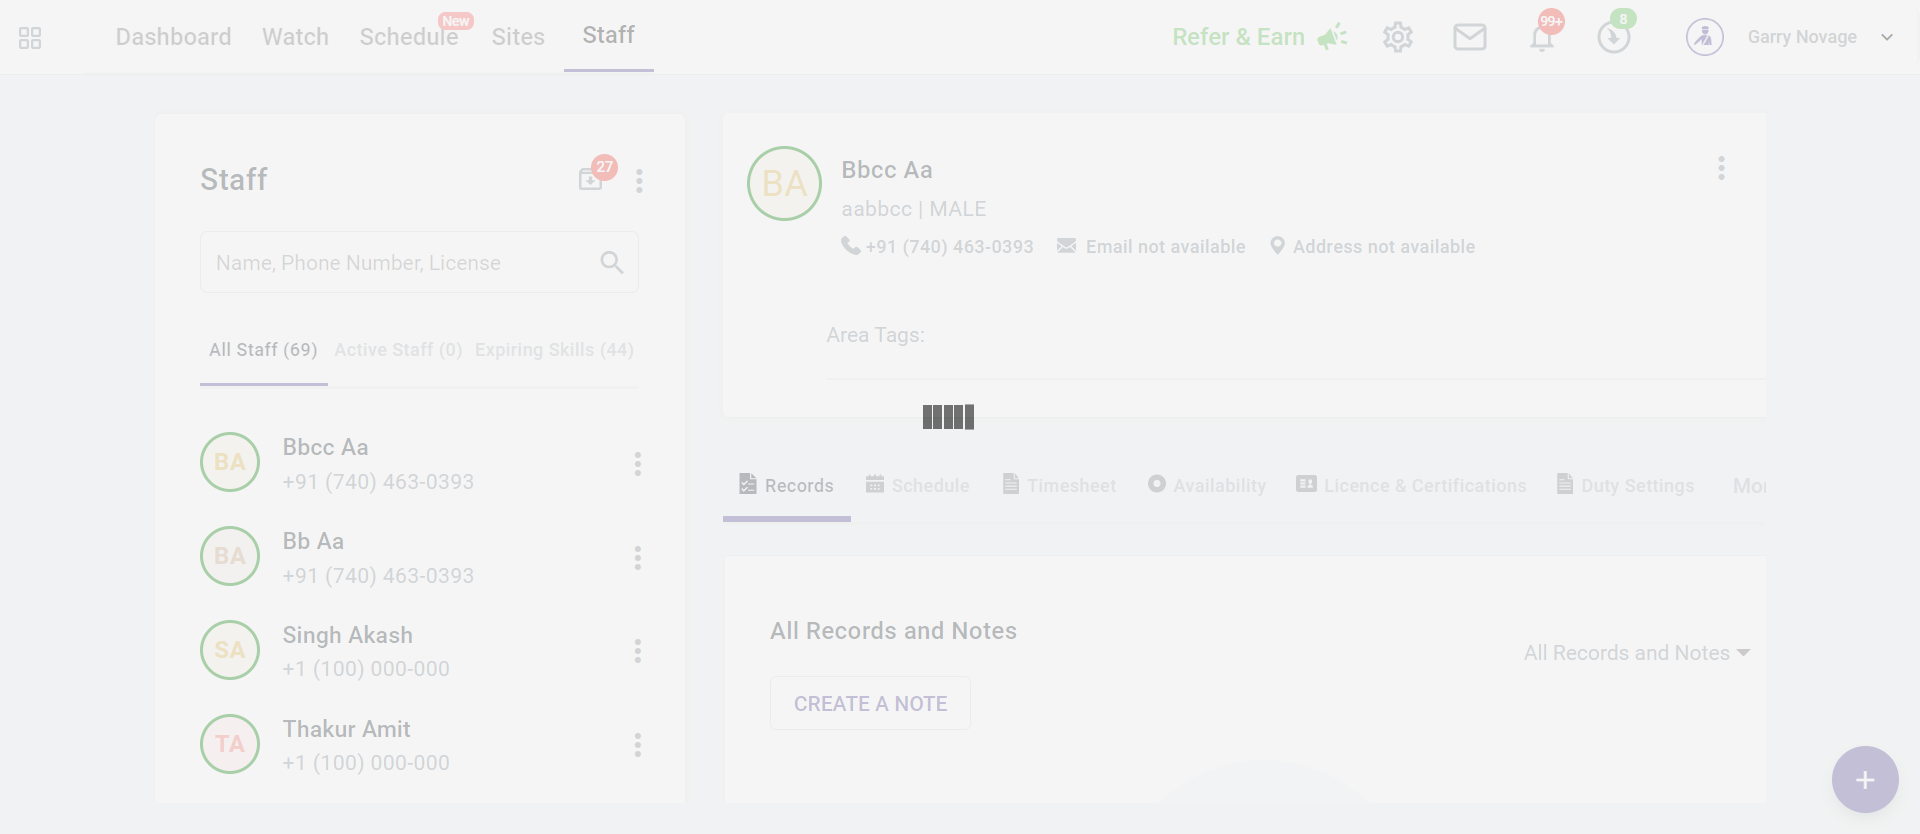 Dashboard Watch Schedule New Sites Staff Refer & Earn 99+ 8 Garry Novage
Staff 27
Name, Phone Number, License
All Staff (69) Active Staff (0) Expiring Skills (44)
BA Bbcc Aa
+91 (740) 463-0393
BA Bb Aa
+91 (740) 463-0393
SA Singh Akash
+1 (100) 000-000
TA Thakur Amit
+1 (100) 000-000
BA Bbcc Aa
aabbcc | MALE
+91 (740) 463-0393 Email not available Address not available
Area Tags:
Records Schedule Timesheet Availability Licence & Certifications Duty Settings
All Records and Notes
All Records and Notes
CREATE A NOTE
+